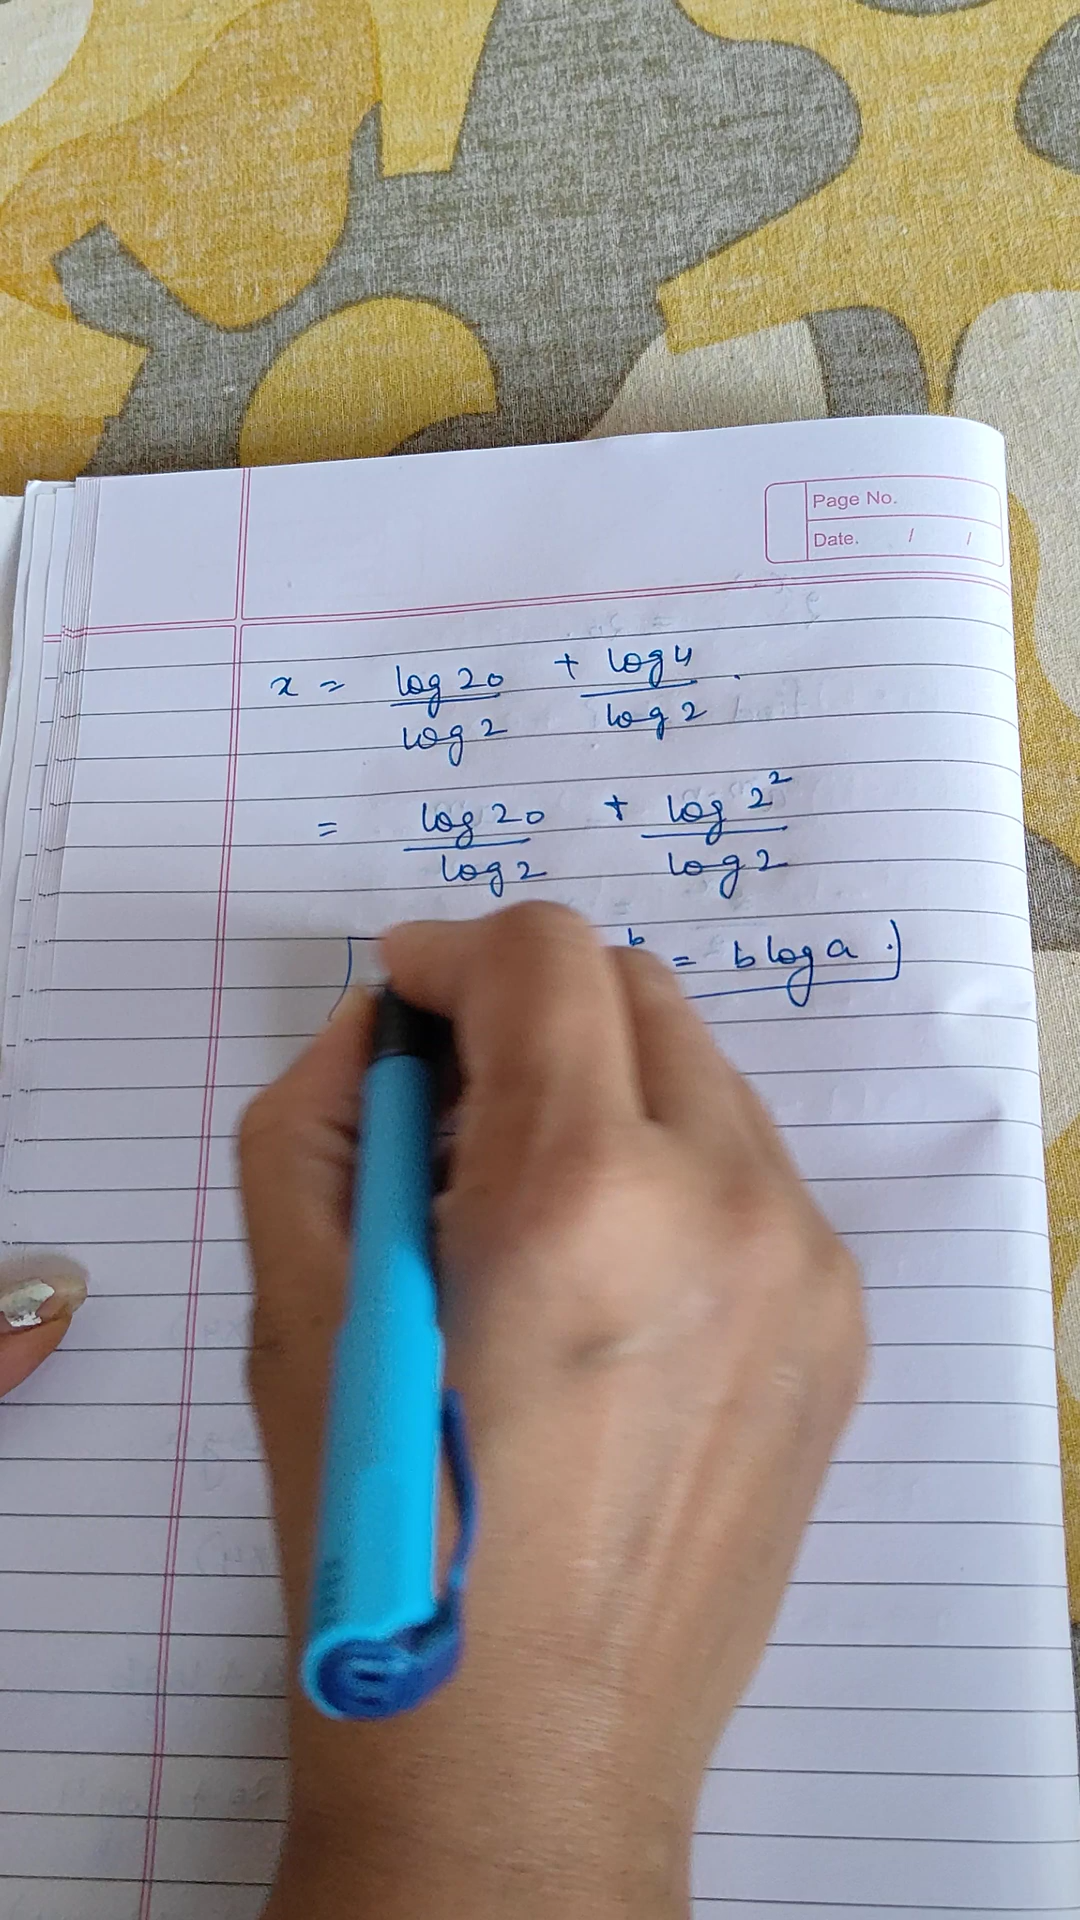 Page No.
Date. / /
x = log 20 / log 2 + log 4 / log 2 .
= log 20 / log 2 + log 2² / log 2
b = b log a .